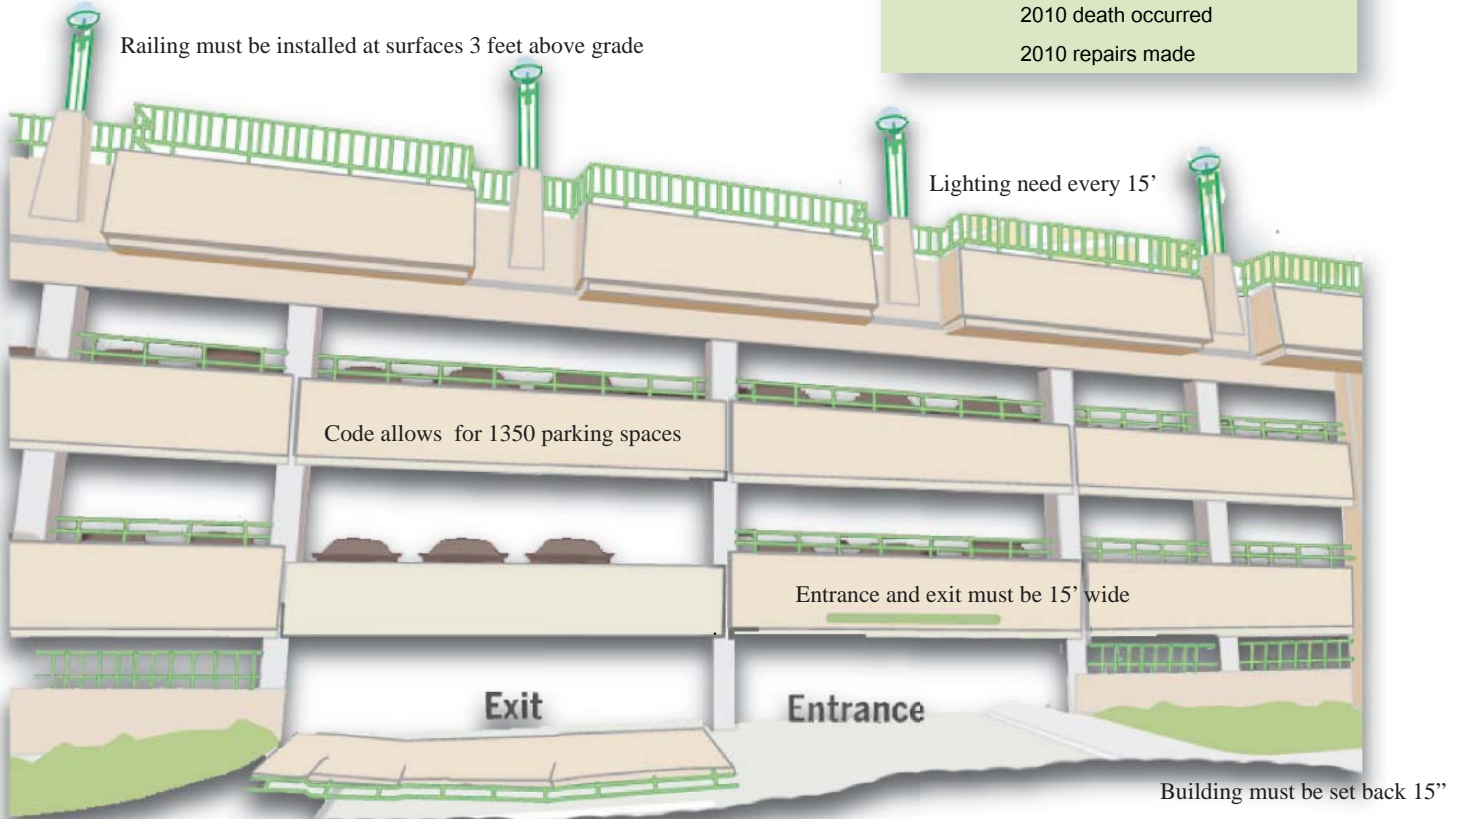 2010 death occurred
2010 repairs made
Railing must be installed at surfaces 3 feet above grade
Lighting need every 15’
Code allows for 1350 parking spaces
Entrance and exit must be 15’ wide
Exit
Entrance
Building must be set back 15”